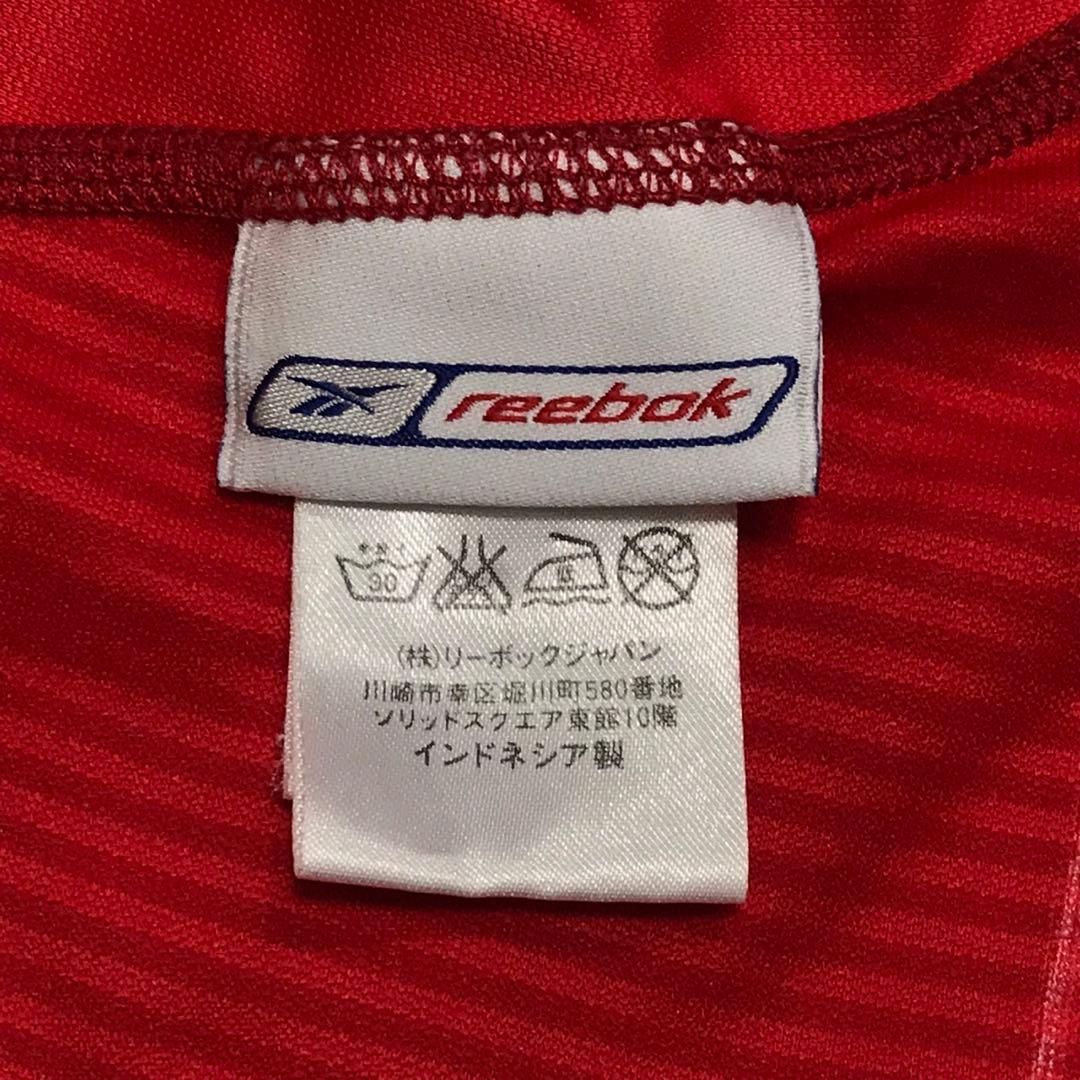 reebok
30
(株)リーボックジャパン
川崎市幸区堀川町580番地
ソリッドスクエア東館10階
インドネシア製